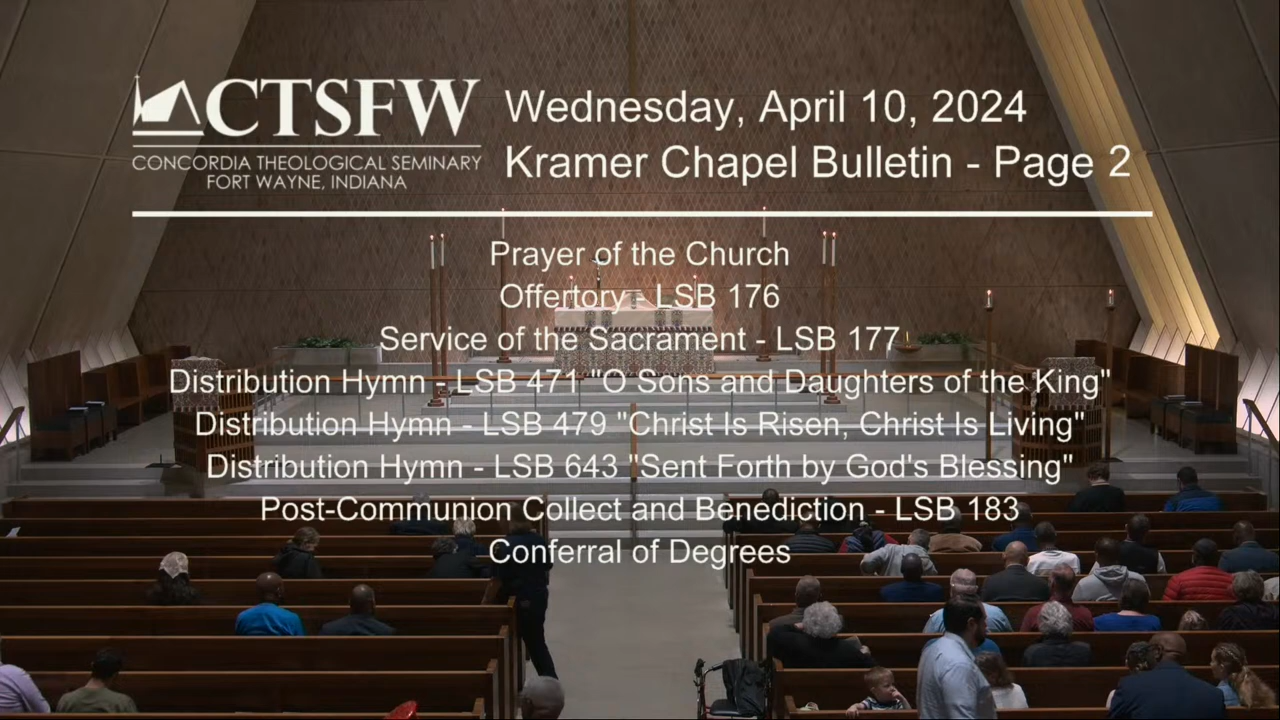 CTSFW
CONCORDIA THEOLOGICAL SEMINARY
FORT WAYNE, INDIANA
Wednesday, April 10, 2024
Kramer Chapel Bulletin - Page 2
Prayer of the Church
Offertory - LSB 176
Service of the Sacrament - LSB 177
Distribution Hymn - LSB 471 "O Sons and Daughters of the King"
Distribution Hymn - LSB 479 "Christ Is Risen, Christ Is Living"
Distribution Hymn - LSB 643 "Sent Forth by God's Blessing"
Post-Communion Collect and Benediction - LSB 183
Conferral of Degrees